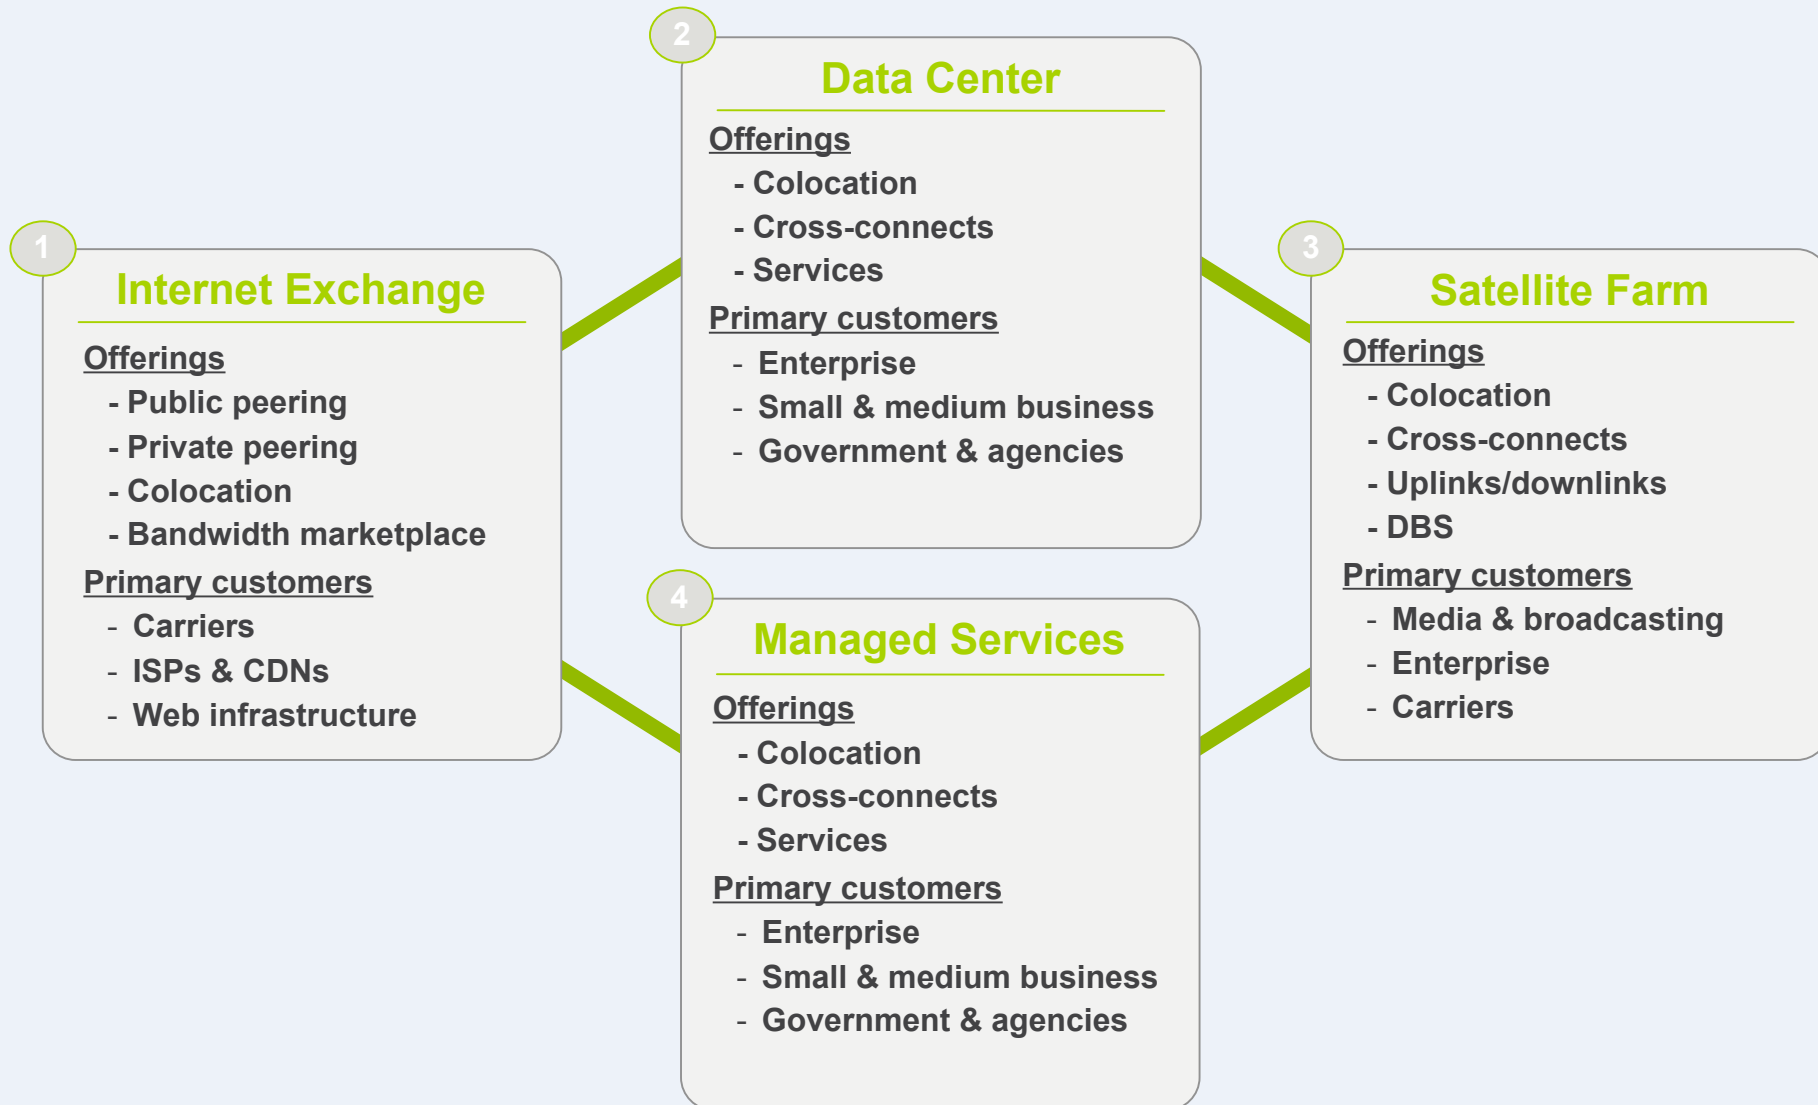 1
Internet Exchange
Offerings
- Public peering
- Private peering
- Colocation
- Bandwidth marketplace
Primary customers
- Carriers
- ISPs & CDNs
- Web infrastructure
2
Data Center
Offerings
- Colocation
- Cross-connects
- Services
Primary customers
- Enterprise
- Small & medium business
- Government & agencies
3
Satellite Farm
Offerings
- Colocation
- Cross-connects
- Uplinks/downlinks
- DBS
Primary customers
- Media & broadcasting
- Enterprise
- Carriers
4
Managed Services
Offerings
- Colocation
- Cross-connects
- Services
Primary customers
- Enterprise
- Small & medium business
- Government & agencies